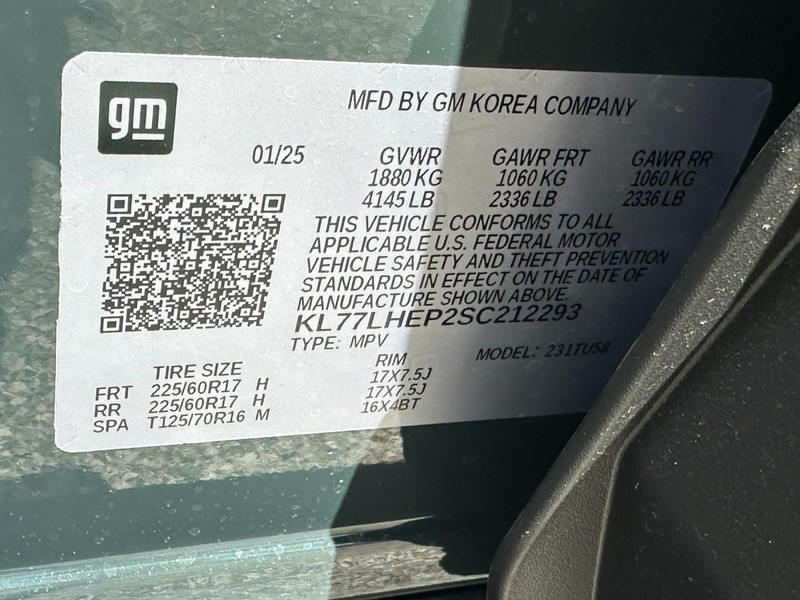 gm
MFD BY GM KOREA COMPANY
01/25 GVWR GAWR FRT GAWR RR
1880 KG 1060 KG 1060 KG
4145 LB 2336 LB 2336 LB
THIS VEHICLE CONFORMS TO ALL
APPLICABLE U.S. FEDERAL MOTOR
VEHICLE SAFETY AND THEFT PREVENTION
STANDARDS IN EFFECT ON THE DATE OF
MANUFACTURE SHOWN ABOVE.
KL77LHEP2SC212293
TYPE: MPV MODEL: 231TU58
TIRE SIZE RIM
FRT 225/60R17 H 17X7.5J
RR 225/60R17 H 17X7.5J
SPA T125/70R16 M 16X4BT